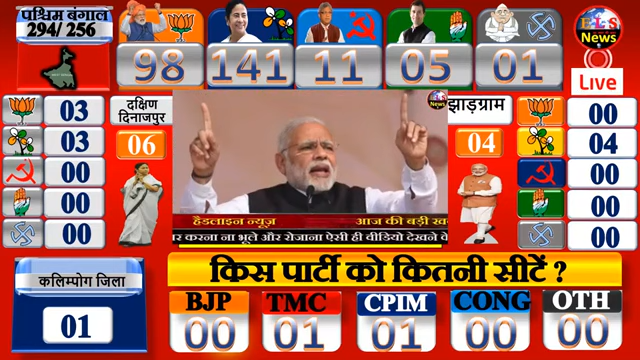 पश्चिम बंगाल
294/ 256
98
141
11
05
01
ELS
News
Live
03
03
00
00
00
दक्षिण
दिनाजपुर
06
झाड़ग्राम
04
00
04
00
00
00
हैडलाइन न्यूज़
आज की बड़ी खब
ार करना ना भूले और रोजाना ऐसी ही वीडियो देखने के
कलिम्पोग जिला
01
किस पार्टी को कितनी सीटें ?
BJP
TMC
CPIM
CONG
OTH
00
01
01
00
00